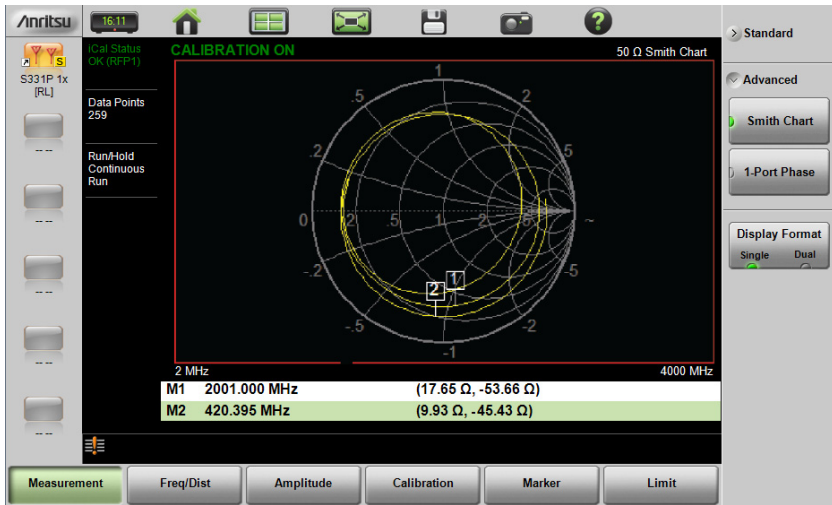 Anritsu
16:11
S331P 1x
[RL]
-- --
-- --
-- --
-- --
-- --
iCal Status
OK (RFP1)
Data Points
259
Run/Hold
Continuous
Run
CALIBRATION ON
50 Ω Smith Chart
1
.5
2
.2
5
0
.2
.5
1
2
5
~
-.2
-5
-.5
-2
-1
1
2
2 MHz
4000 MHz
M1 2001.000 MHz (17.65 Ω, -53.66 Ω)
M2 420.395 MHz (9.93 Ω, -45.43 Ω)
> Standard
Advanced
Smith Chart
1-Port Phase
Display Format
Single Dual
Measurement
Freq/Dist
Amplitude
Calibration
Marker
Limit